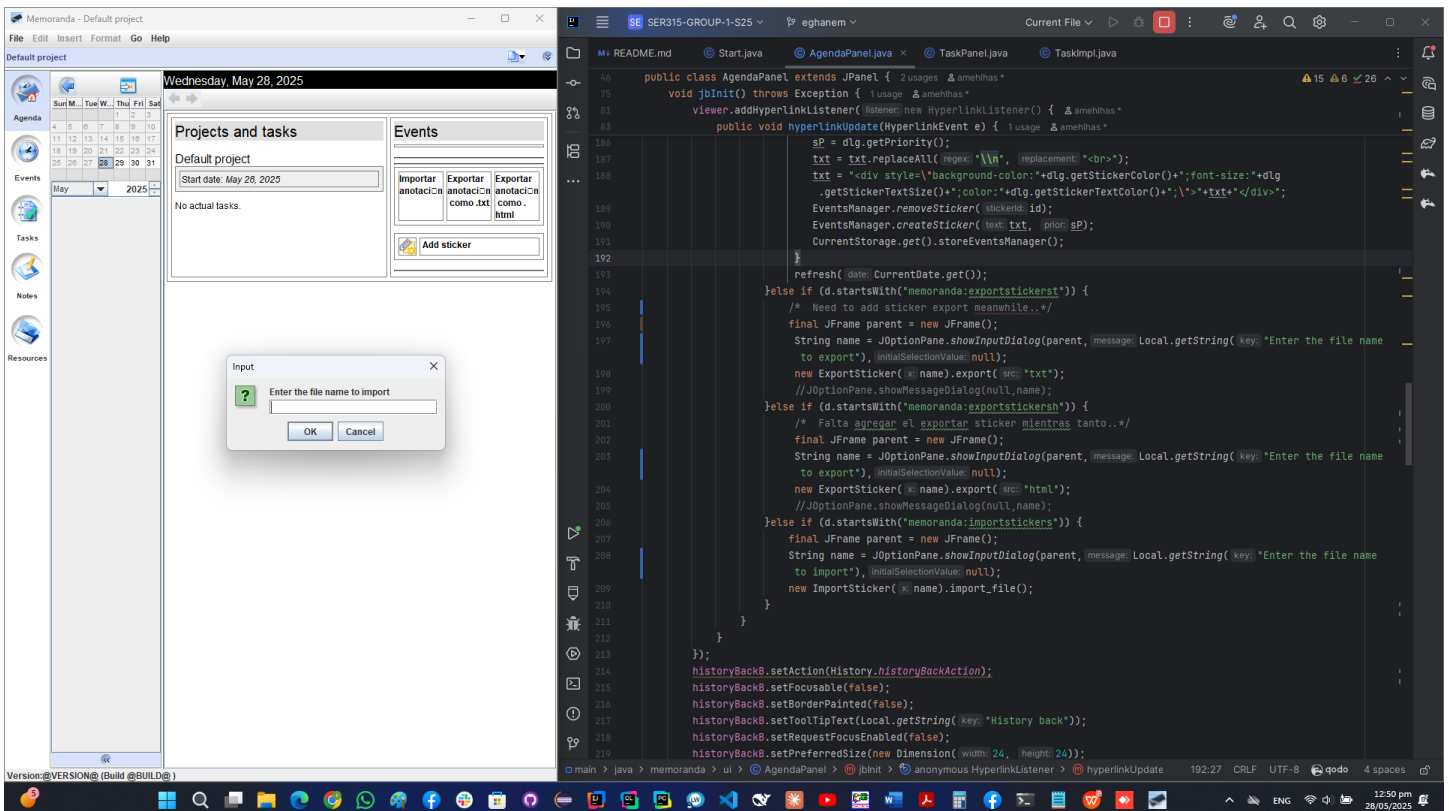 Memoranda - Default project
File Edit Insert Format Go Help
Default project
Agenda
Events
Tasks
Notes
Resources
Sun M... Tue W... Thu Fri Sat
1 2 3
4 5 6 7 8 9 10
11 12 13 14 15 16 17
18 19 20 21 22 23 24
25 26 27 28 29 30 31
May 2025
Wednesday, May 28, 2025
Projects and tasks
Default project
Start date: May 28, 2025
No actual tasks.
Events
Importar anotaci□n
Exportar anotaci□n como .txt
Exportar anotaci□n como . html
Add sticker
Input
Enter the file name to import
OK Cancel
Version:@VERSION@ (Build @BUILD@ )
SE SER315-GROUP-1-S25 eghanem Current File
README.md Start.java AgendaPanel.java TaskPanel.java TaskImpl.java
15 6 26
46 public class AgendaPanel extends JPanel { 2 usages amehlhas *
75 void jbInit() throws Exception { 1 usage amehlhas *
81 viewer.addHyperlinkListener( listener: new HyperlinkListener() { amehlhas *
83 public void hyperlinkUpdate(HyperlinkEvent e) { 1 usage amehlhas *
186 sP = dlg.getPriority();
187 txt = txt.replaceAll( regex: "\\n", replacement: "<br>");
188 txt = "<div style=\"background-color:"+dlg.getStickerColor()+";font-size:"+dlg
.getStickerTextSize()+";color:"+dlg.getStickerTextColor()+";\">"+txt+"</div>";
189 EventsManager.removeSticker( stickerId: id);
190 EventsManager.createSticker( text: txt, prior: sP);
191 CurrentStorage.get().storeEventsManager();
192 }
193 refresh( date: CurrentDate.get());
194 }else if (d.startsWith("memoranda:exportstickerst")) {
195 /* Need to add sticker export meanwhile..*/
196 final JFrame parent = new JFrame();
197 String name = JOptionPane.showInputDialog(parent, message: Local.getString( key: "Enter the file name
to export"), initialSelectionValue: null);
198 new ExportSticker( x: name).export( src: "txt");
199 //JOptionPane.showMessageDialog(null,name);
200 }else if (d.startsWith("memoranda:exportstickersh")) {
201 /* Falta agregar el exportar sticker mientras tanto..*/
202 final JFrame parent = new JFrame();
203 String name = JOptionPane.showInputDialog(parent, message: Local.getString( key: "Enter the file name
to export"), initialSelectionValue: null);
204 new ExportSticker( x: name).export( src: "html");
205 //JOptionPane.showMessageDialog(null,name);
206 }else if (d.startsWith("memoranda:importstickers")) {
207 final JFrame parent = new JFrame();
208 String name = JOptionPane.showInputDialog(parent, message: Local.getString( key: "Enter the file name
to import"), initialSelectionValue: null);
209 new ImportSticker( x: name).import_file();
210 }
211 }
212 }
213 });
214 historyBackB.setAction(History.historyBackAction);
215 historyBackB.setFocusable(false);
216 historyBackB.setBorderPainted(false);
217 historyBackB.setToolTipText(Local.getString( key: "History back"));
218 historyBackB.setRequestFocusEnabled(false);
219 historyBackB.setPreferredSize(new Dimension( width: 24, height: 24));
main > java > memoranda > ui > AgendaPanel > jbInit > anonymous HyperlinkListener > hyperlinkUpdate 192:27 CRLF UTF-8 qodo 4 spaces
5
ENG
12:50 pm
28/05/2025